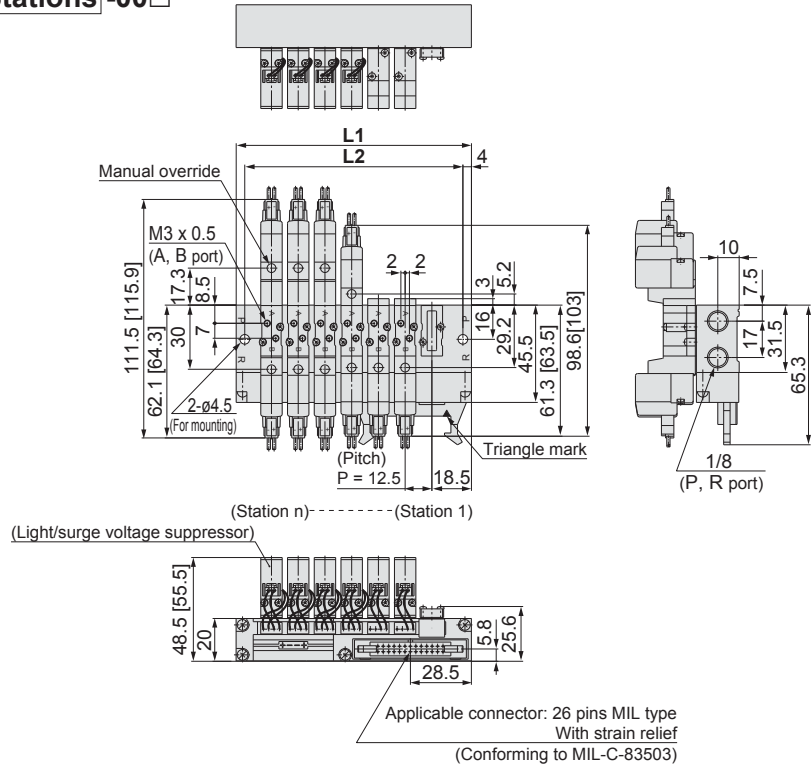 -00□
L1
L2
4
Manual override
M3 x 0.5
(A, B port)
2
2
3
5.2
10
7.5
111.5 [115.9]
17.3
8.5
62.1 [64.3]
30
7
H
A
B
R
P
R
16
29.2
45.5
61.3 [63.5]
98.6[103]
17
31.5
65.3
2-ø4.5
(For mounting)
(Pitch)
P = 12.5
18.5
Triangle mark
1/8
(P, R port)
(Station n)---------(Station 1)
(Light/surge voltage suppressor)
48.5 [55.5]
20
5.8
25.6
28.5
Applicable connector: 26 pins MIL type
With strain relief
(Conforming to MIL-C-83503)